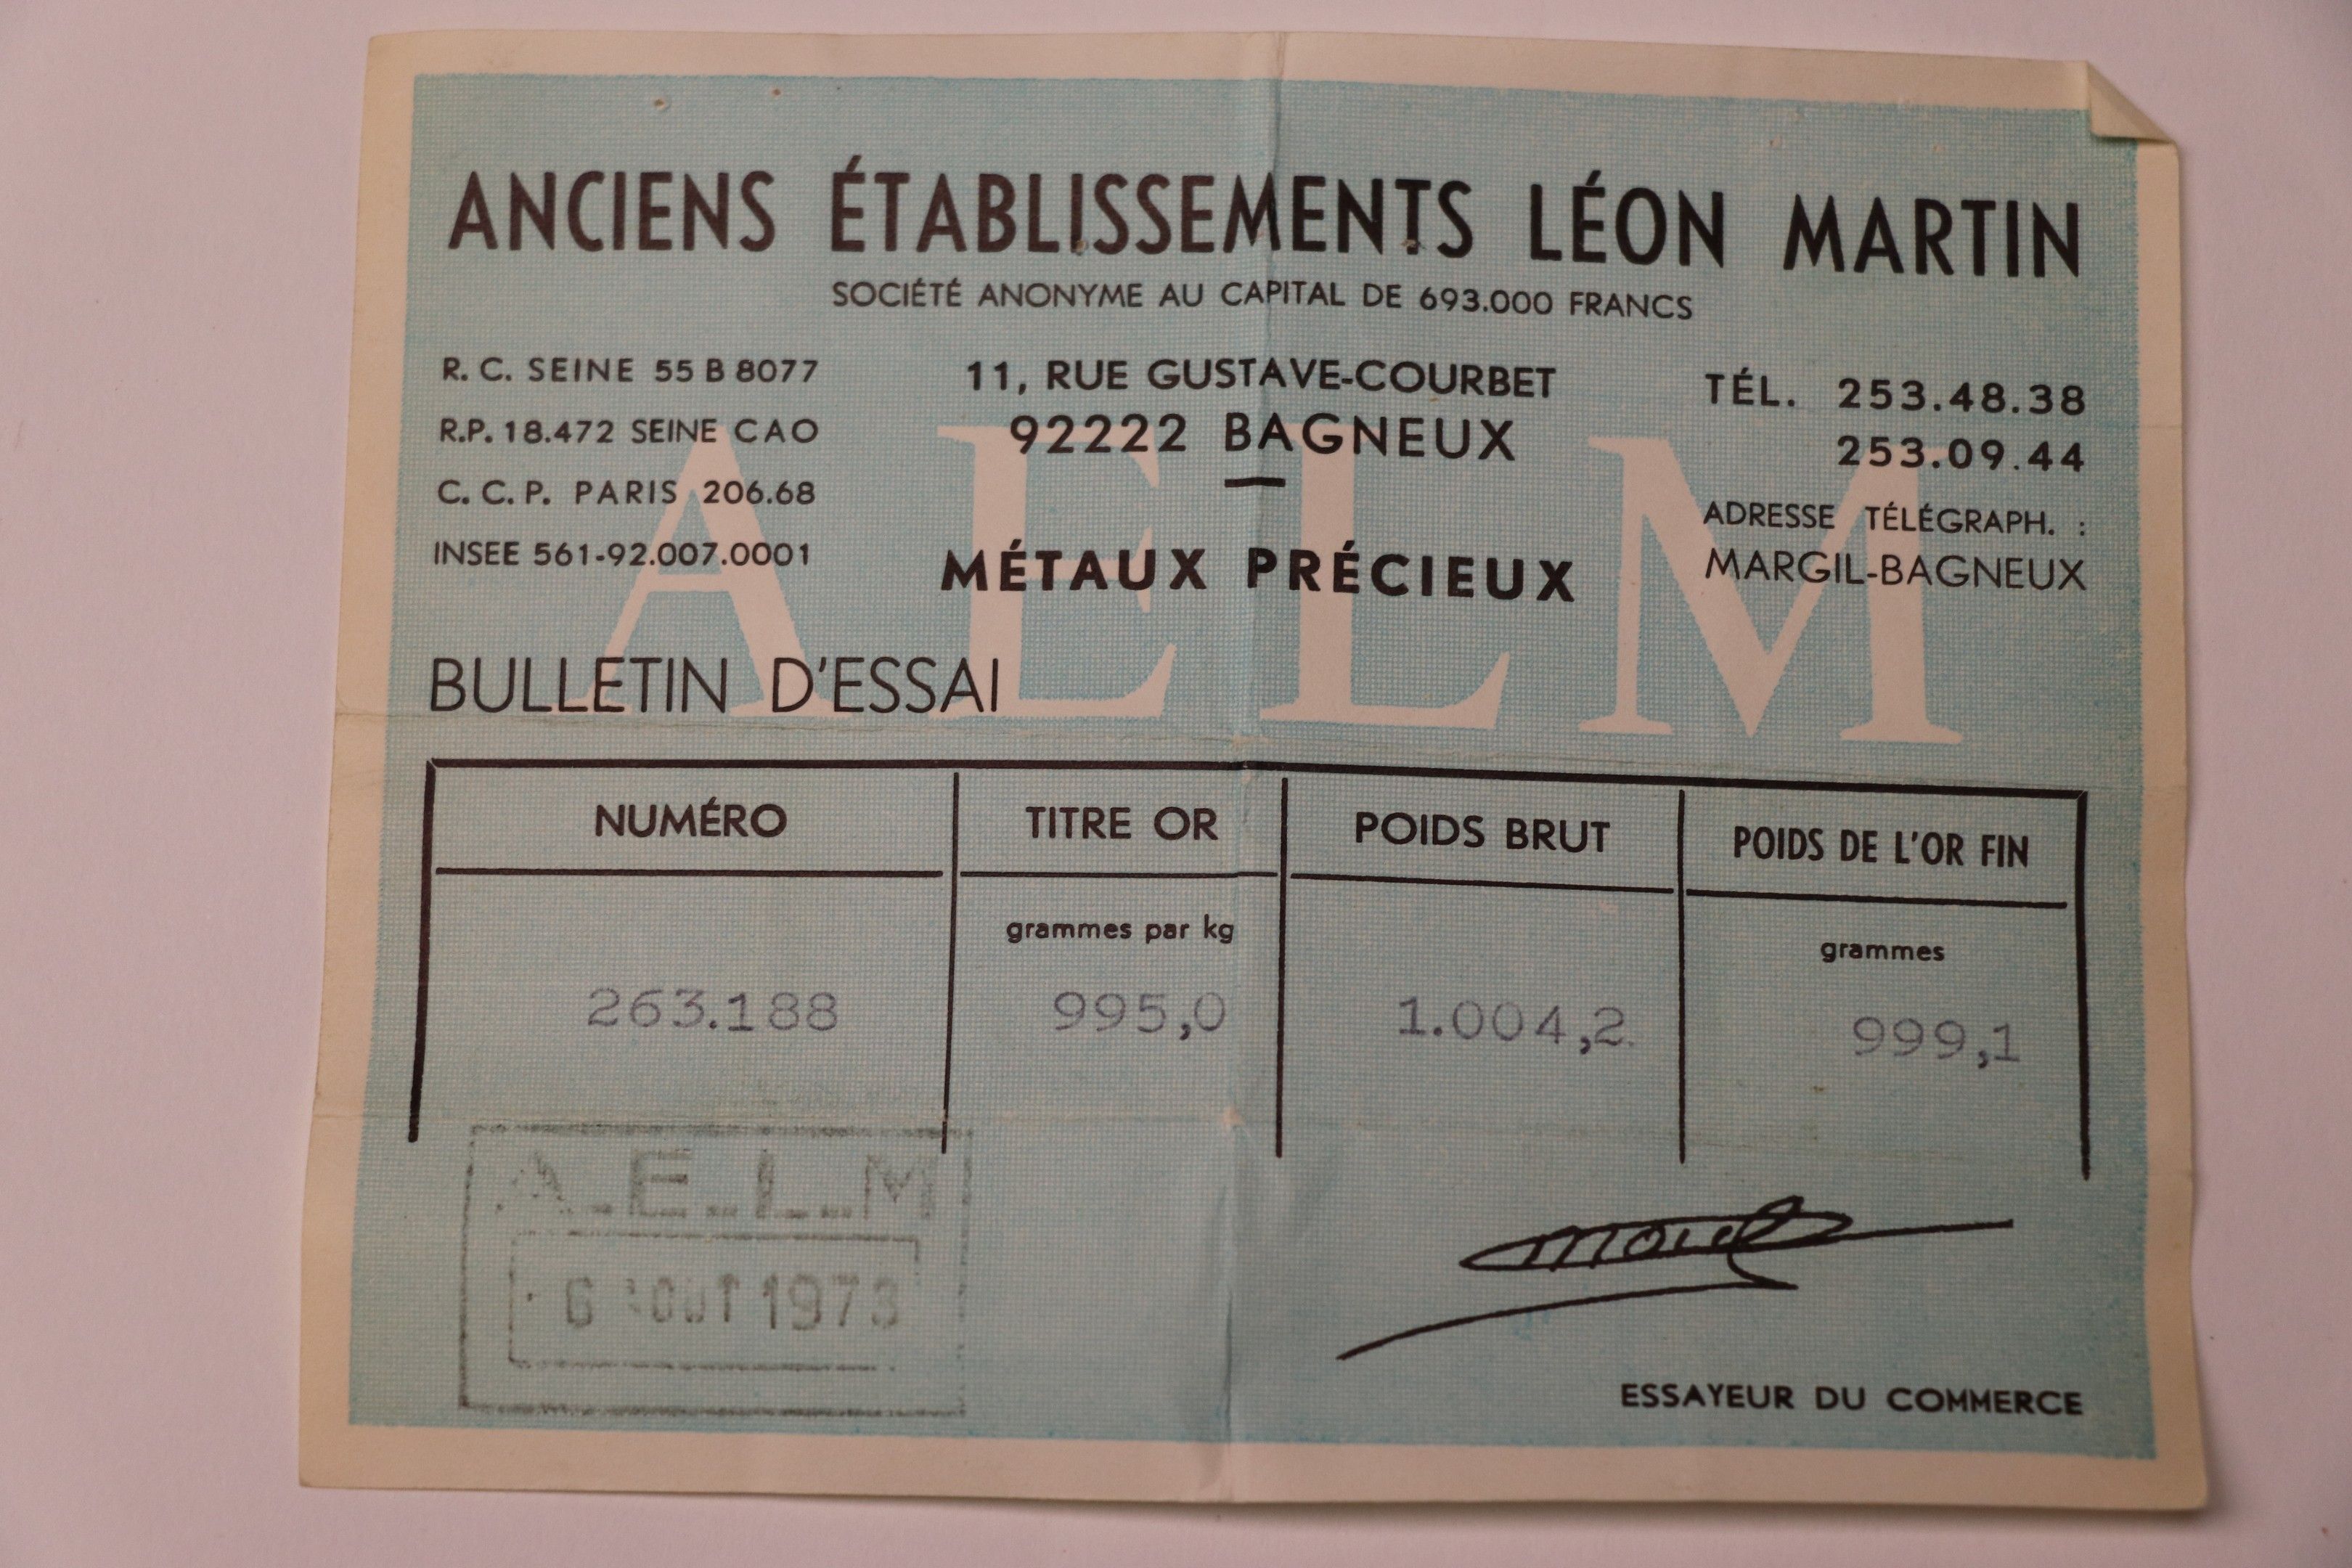 ANCIENS ÉTABLISSEMENTS LÉON MARTIN
SOCIÉTÉ ANONYME AU CAPITAL DE 693.000 FRANCS
R. C. SEINE 55 B 8077
R.P. 18.472 SEINE CAO
C. C. P. PARIS 206.68
INSEE 561-92.007.0001
11, RUE GUSTAVE-COURBET
92222 BAGNEUX
MÉTAUX PRÉCIEUX
TÉL. 253.48.38
253.09.44
ADRESSE TÉLÉGRAPH. :
MARGIL-BAGNEUX
AELM
BULLETIN D'ESSAI
NUMÉRO TITRE OR POIDS BRUT POIDS DE L'OR FIN
grammes par kg grammes
263.188 995,0 1.004,2 999,1
A.E.L.M
6 AOUT 1973
ESSAYEUR DU COMMERCE